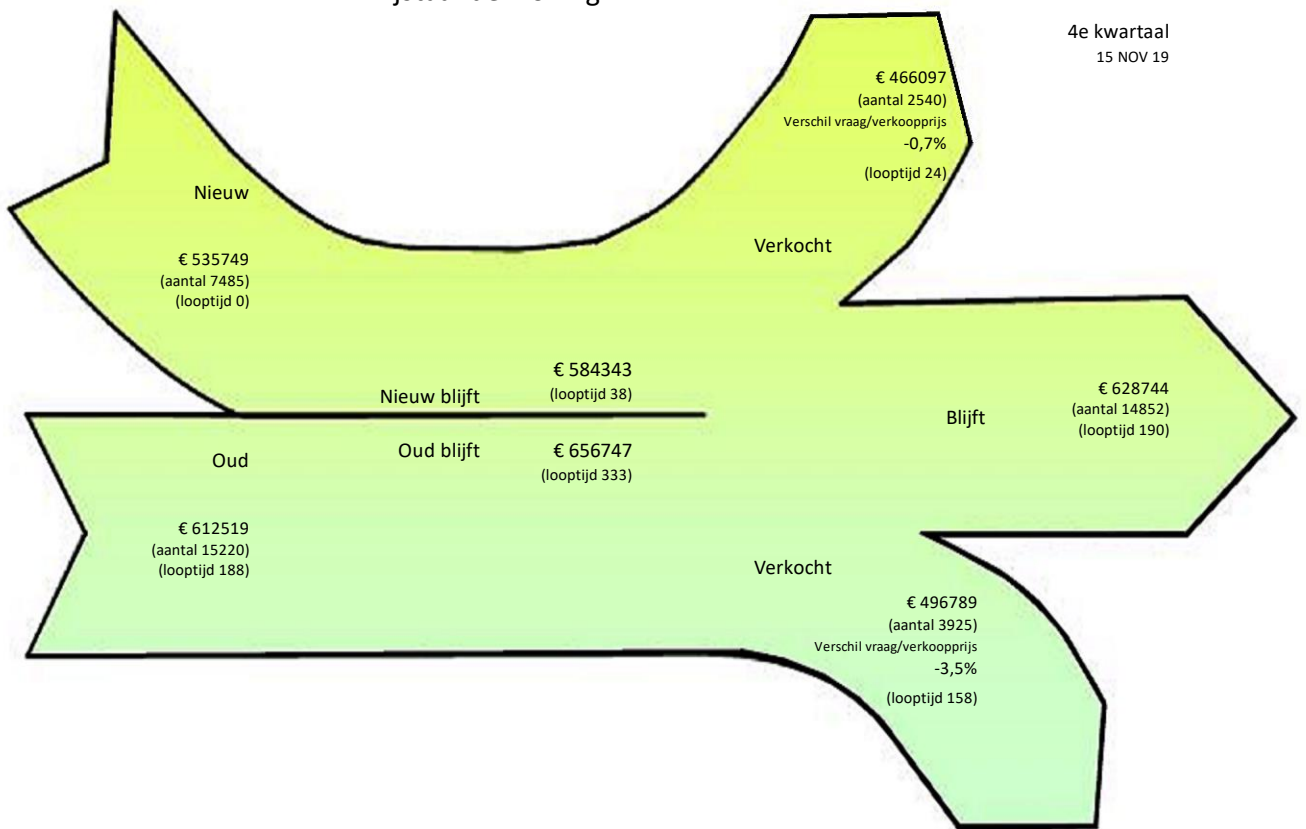 4e kwartaal
15 NOV 19
€ 466097
(aantal 2540)
Verschil vraag/verkoopprijs
-0,7%
(looptijd 24)
Nieuw
Verkocht
€ 535749
(aantal 7485)
(looptijd 0)
€ 584343
Nieuw blijft
(looptijd 38)
€ 628744
(aantal 14852)
(looptijd 190)
Blijft
Oud blijft
€ 656747
(looptijd 333)
Oud
€ 612519
(aantal 15220)
(looptijd 188)
Verkocht
€ 496789
(aantal 3925)
Verschil vraag/verkoopprijs
-3,5%
(looptijd 158)